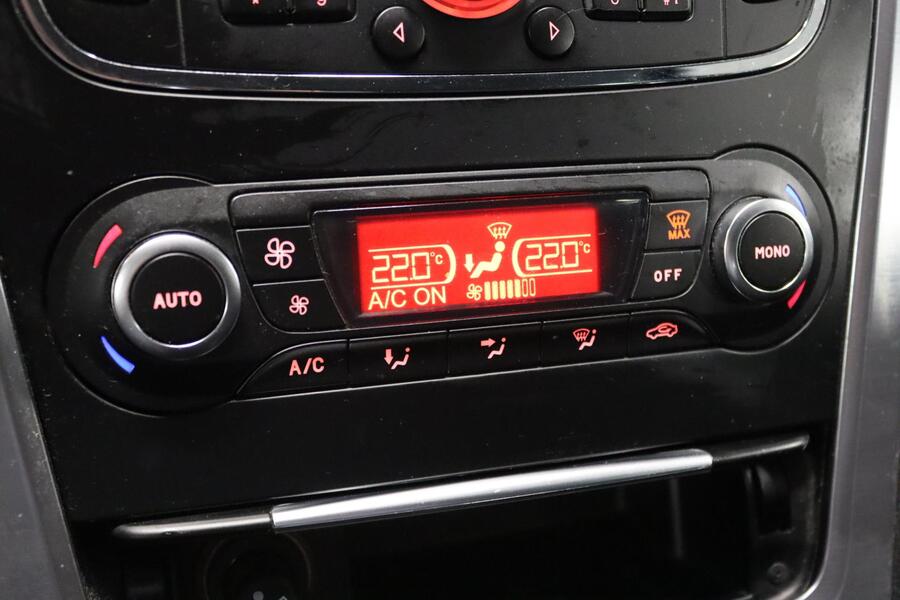 22.0°C
22.0°C
A/C ON
MAX
OFF
AUTO
MONO
A/C